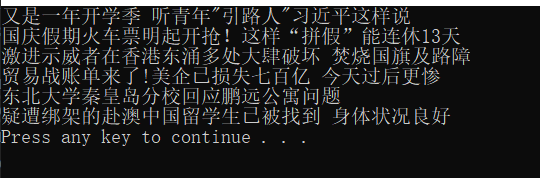 又是一年开学季 听青年"引路人"习近平这样说
国庆假期火车票明起开抢！这样“拼假”能连休13天
激进示威者在香港东涌多处大肆破坏 焚烧国旗及路障
贸易战账单来了!美企已损失七百亿 今天过后更惨
东北大学秦皇岛分校回应鹏远公寓问题
疑遭绑架的赴澳中国留学生已被找到 身体状况良好
Press any key to continue . . .